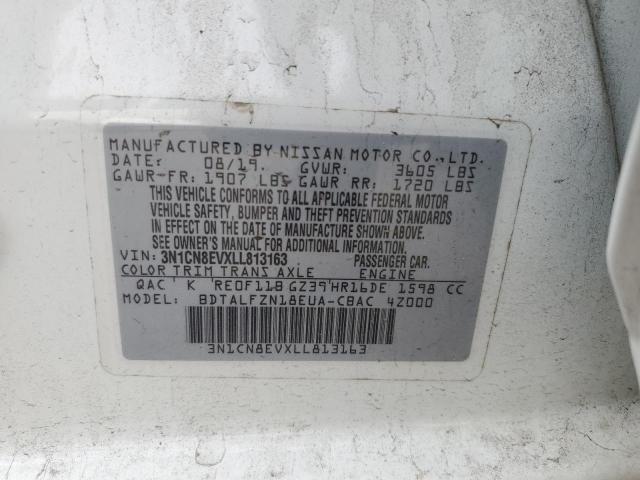 MANUFACTURED BY NISSAN MOTOR CO., LTD.
DATE: 08/19. GVWR: 3605 LBS
GAWR-FR: 1907 LBS GAWR RR: 1720 LBS
THIS VEHICLE CONFORMS TO ALL APPLICABLE FEDERAL MOTOR
VEHICLE SAFETY, BUMPER AND THEFT PREVENTION STANDARDS
IN EFFECT ON THE DATE OF MANUFACTURE SHOWN ABOVE.
SEE OWNER'S MANUAL FOR ADDITIONAL INFORMATION.
VIN: 3N1CN8EVXLL813163 PASSENGER CAR.
COLOR TRIM TRANS AXLE ENGINE
QAC K RE0F11B GZ39 HR16DE 1598 CC
MODEL: BDTALFZN18EUA-CBAC 4Z000
3N1CN8EVXLL813163